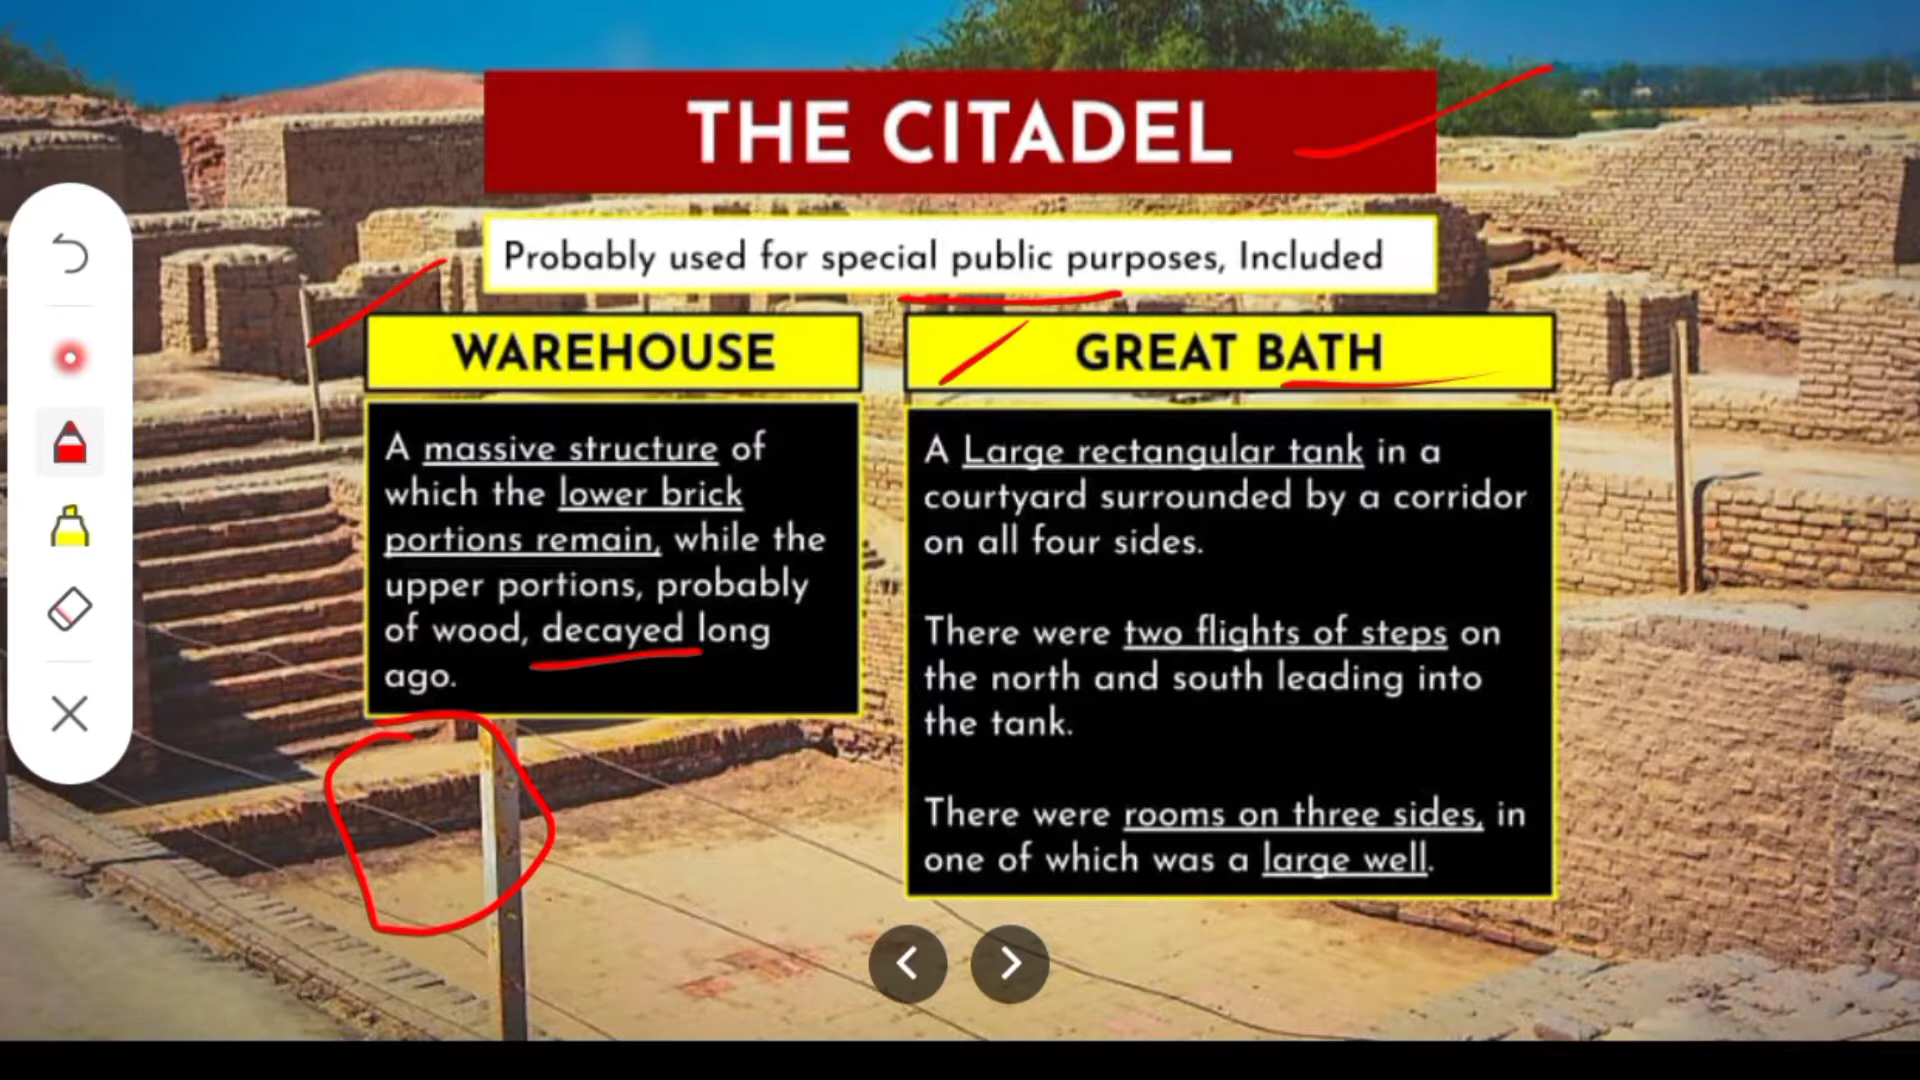 THE CITADEL
Probably used for special public purposes, Included
WAREHOUSE
A massive structure of
which the lower brick
portions remain, while the
upper portions, probably
of wood, decayed long
ago.
GREAT BATH
A Large rectangular tank in a
courtyard surrounded by a corridor
on all four sides.
There were two flights of steps on
the north and south leading into
the tank.
There were rooms on three sides, in
one of which was a large well.